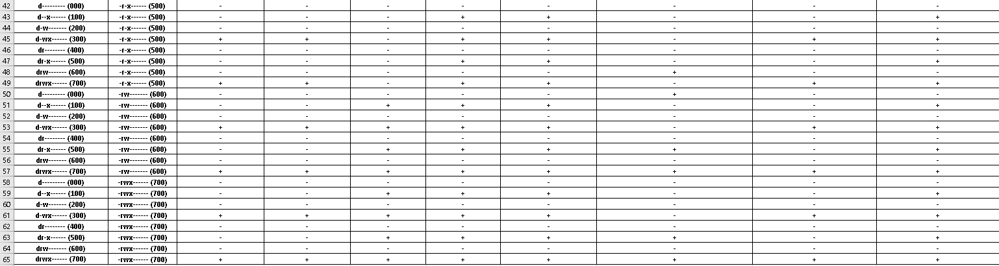 42 d--------- (000) -r-x------ (500) - - - - - - - -
43 d--x------ (100) -r-x------ (500) - - - + + - - +
44 d-w------- (200) -r-x------ (500) - - - - - - - -
45 d-wx------ (300) -r-x------ (500) + + - + + - + +
46 dr-------- (400) -r-x------ (500) - - - - - - - -
47 dr-x------ (500) -r-x------ (500) - - - + + - - +
48 drw------- (600) -r-x------ (500) - - - - - + - -
49 drwx------ (700) -r-x------ (500) + + - + + - + +
50 d--------- (000) -rw------- (600) - - - - - + - -
51 d--x------ (100) -rw------- (600) - - + + + - - +
52 d-w------- (200) -rw------- (600) - - - - - - - -
53 d-wx------ (300) -rw------- (600) + + + + + - + +
54 dr-------- (400) -rw------- (600) - - - - - - - -
55 dr-x------ (500) -rw------- (600) - - + + + + - +
56 drw------- (600) -rw------- (600) - - - - - - - -
57 drwx------ (700) -rw------- (600) + + + + + + + +
58 d--------- (000) -rwx------ (700) - - - - - - - -
59 d--x------ (100) -rwx------ (700) - - + + + - - +
60 d-w------- (200) -rwx------ (700) - - - - - - - -
61 d-wx------ (300) -rwx------ (700) + + + + + - + +
62 dr-------- (400) -rwx------ (700) - - - - - - - -
63 dr-x------ (500) -rwx------ (700) - - + + + + - +
64 drw------- (600) -rwx------ (700) - - - - - - - -
65 drwx------ (700) -rwx------ (700) + + + + + + + +